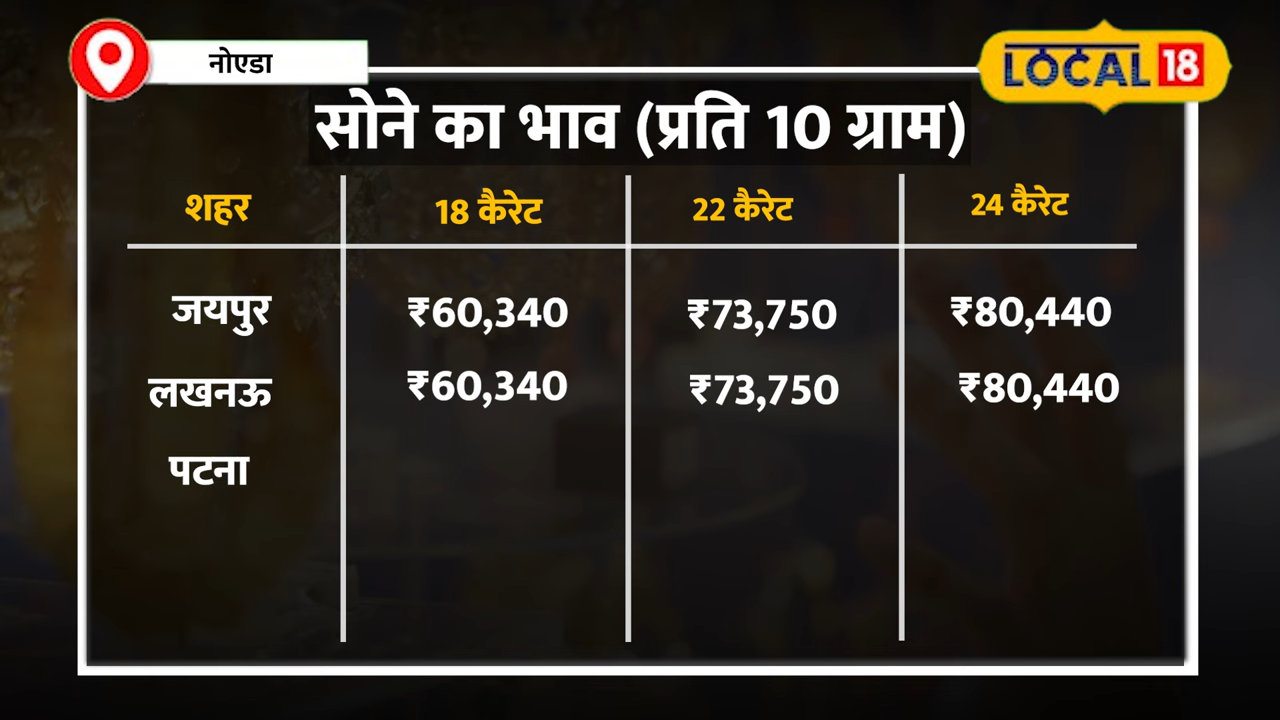 नोएडा
LOCAL 18
सोने का भाव (प्रति 10 ग्राम)
शहर 18 कैरेट 22 कैरेट 24 कैरेट
जयपुर ₹60,340 ₹73,750 ₹80,440
लखनऊ ₹60,340 ₹73,750 ₹80,440
पटना